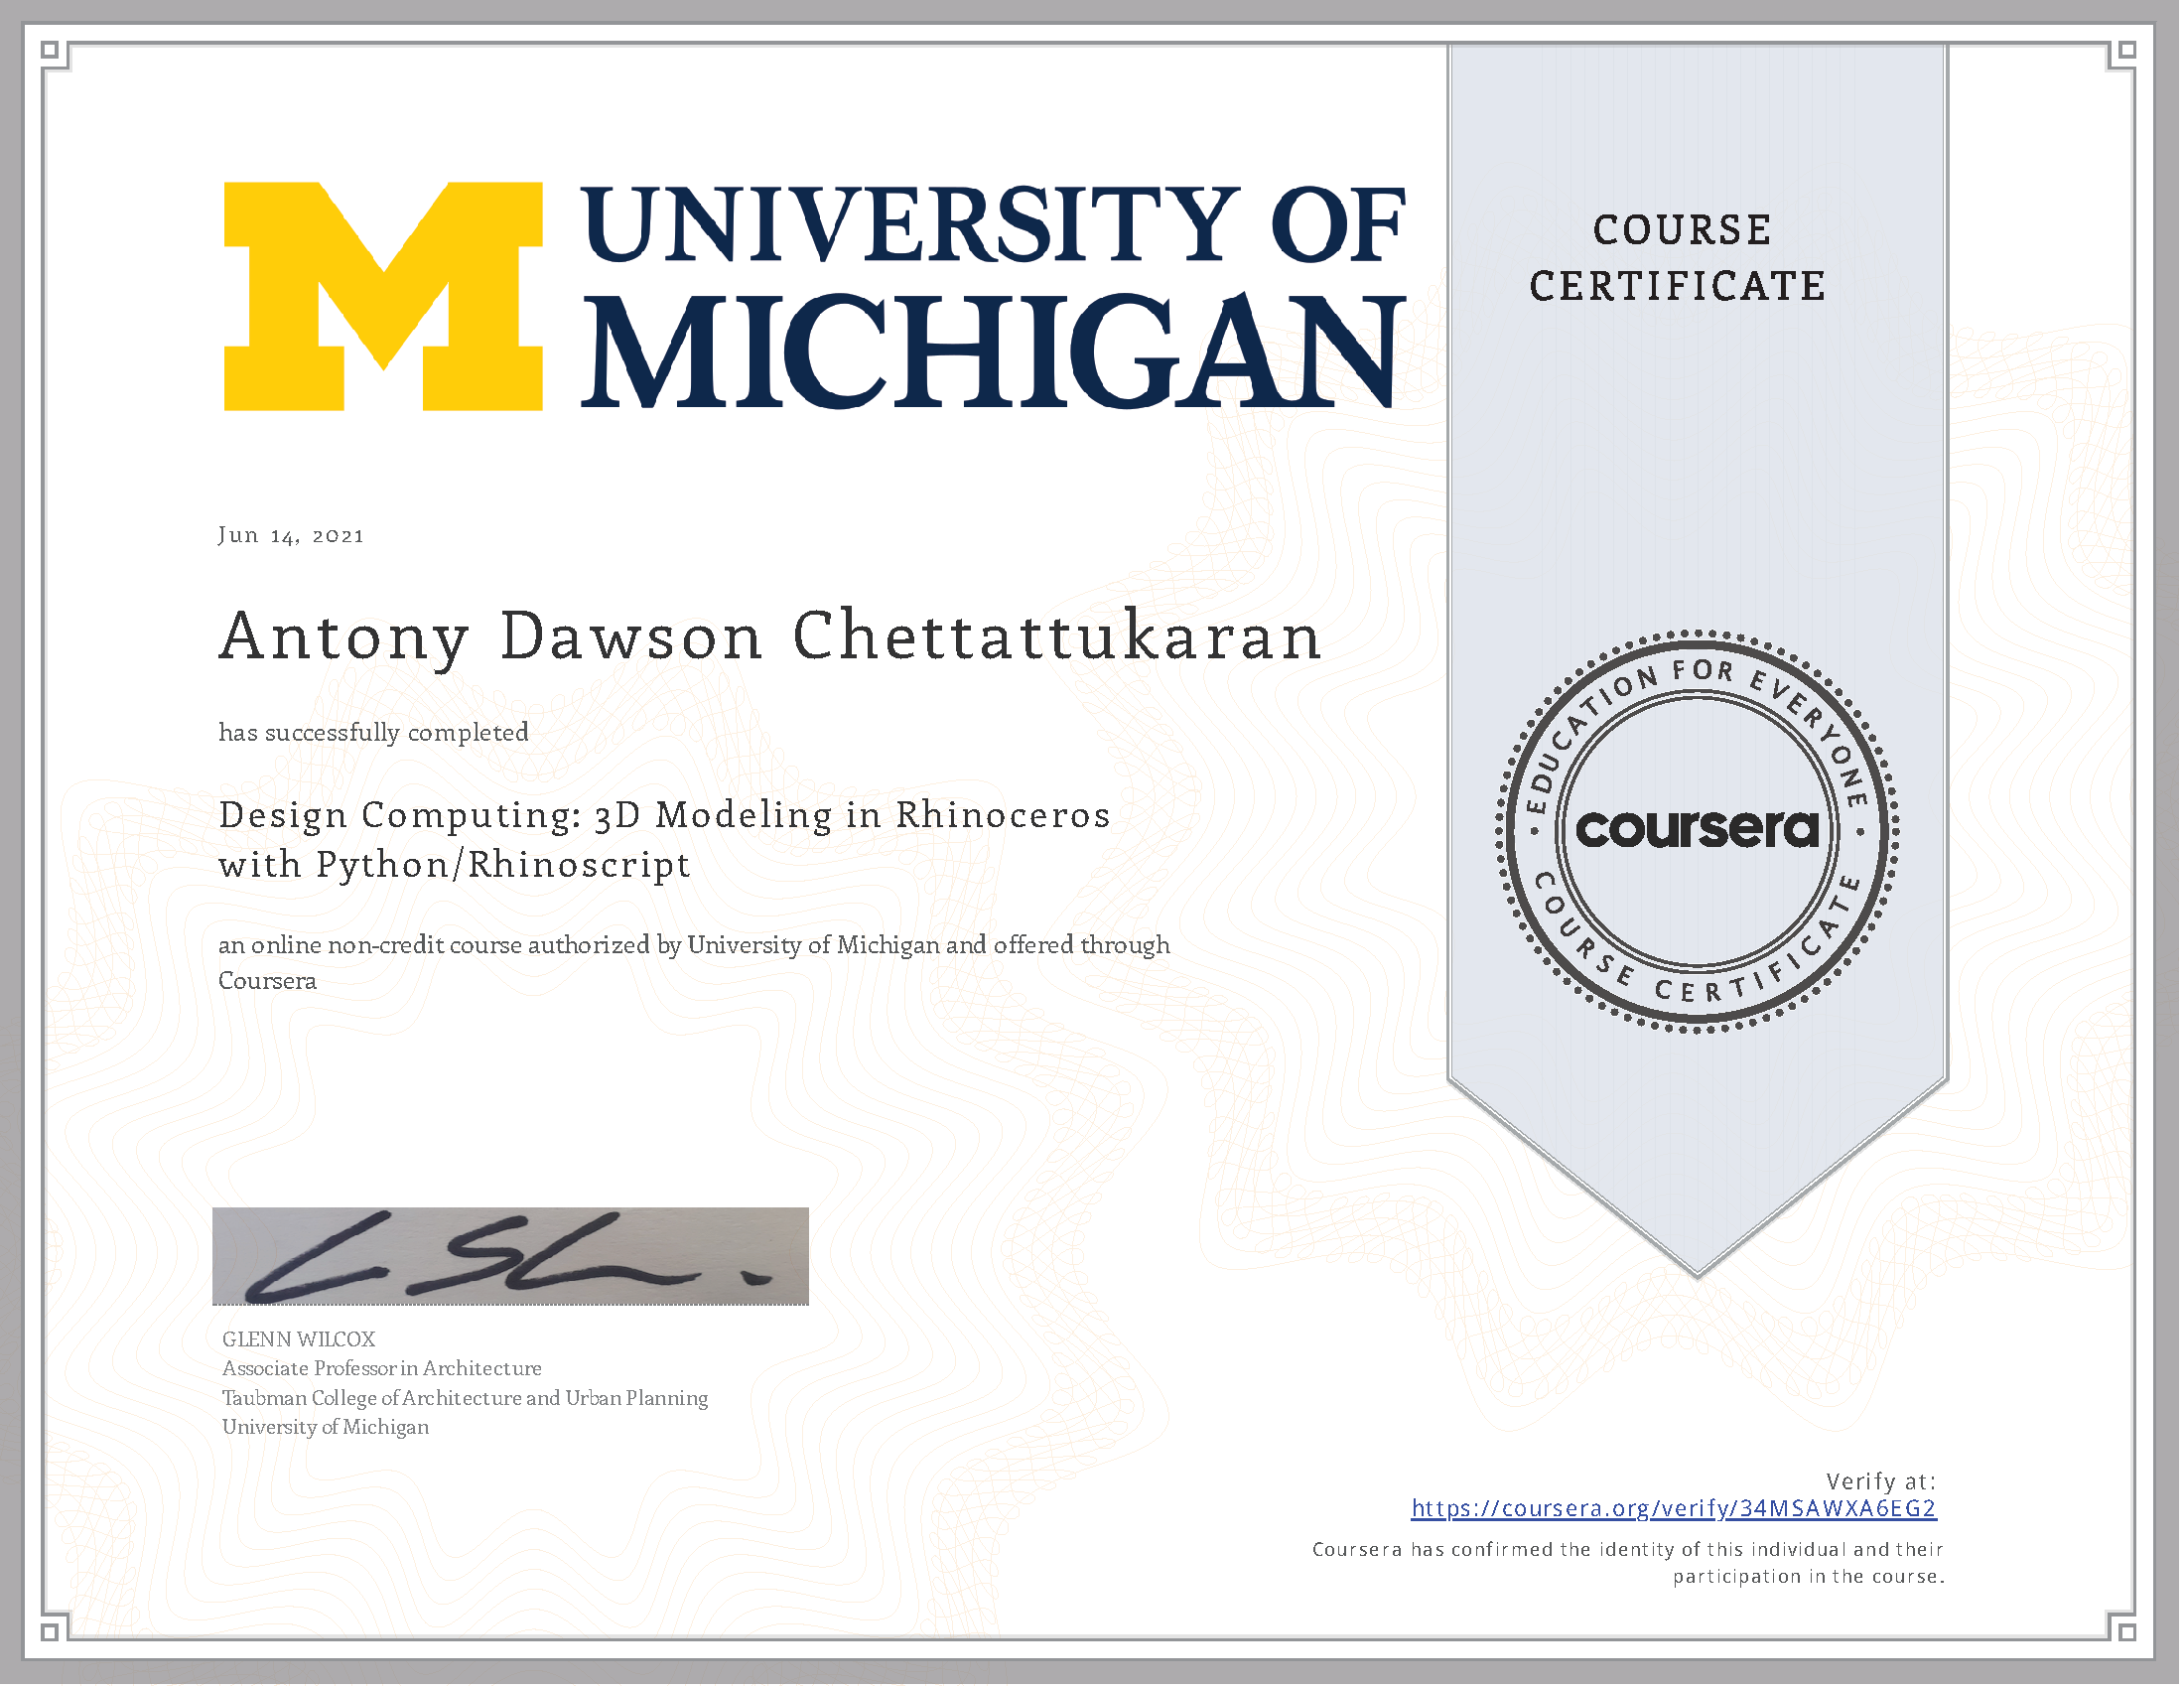 UNIVERSITY OF
MICHIGAN
COURSE
CERTIFICATE
Jun 14, 2021
Antony Dawson Chettattukaran
has successfully completed
Design Computing: 3D Modeling in Rhinoceros
with Python/Rhinoscript
an online non-credit course authorized by University of Michigan and offered through
Coursera
EDUCATION FOR EVERYONE
coursera
COURSE CERTIFICATE
GLENN WILCOX
Associate Professor in Architecture
Taubman College of Architecture and Urban Planning
University of Michigan
Verify at:
https://coursera.org/verify/34MSAWXA6EG2
Coursera has confirmed the identity of this individual and their
participation in the course.